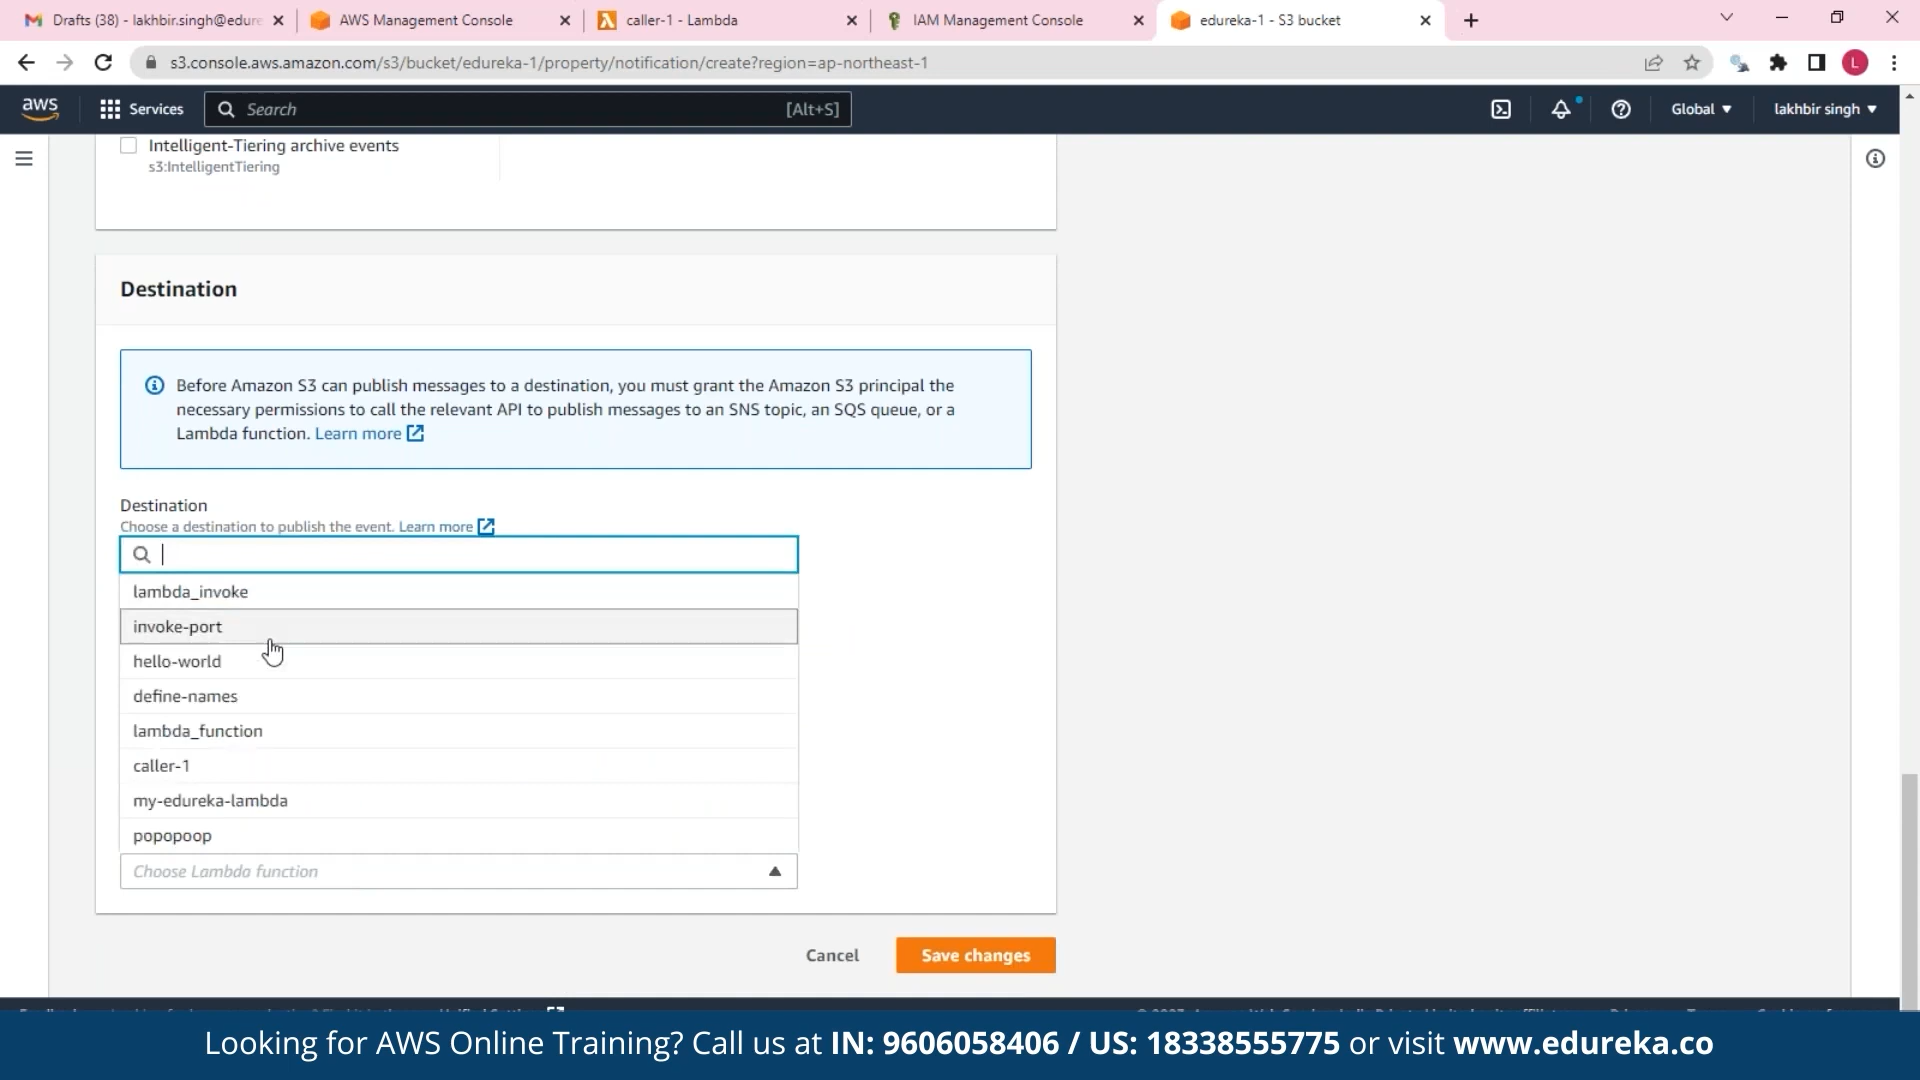 Drafts (38) - lakhbir.singh@edure
AWS Management Console
caller-1 - Lambda
IAM Management Console
edureka-1 - S3 bucket
s3.console.aws.amazon.com/s3/bucket/edureka-1/property/notification/create?region=ap-northeast-1
L
aws
Services
Search
[Alt+S]
Global
lakhbir singh
Intelligent-Tiering archive events
s3:IntelligentTiering
Destination
Before Amazon S3 can publish messages to a destination, you must grant the Amazon S3 principal the
necessary permissions to call the relevant API to publish messages to an SNS topic, an SQS queue, or a
Lambda function. Learn more
Destination
Choose a destination to publish the event. Learn more
lambda_invoke
invoke-port
hello-world
define-names
lambda_function
caller-1
my-edureka-lambda
popopoop
Choose Lambda function
Cancel
Save changes
Looking for AWS Online Training? Call us at IN: 9606058406 / US: 18338555775 or visit www.edureka.co